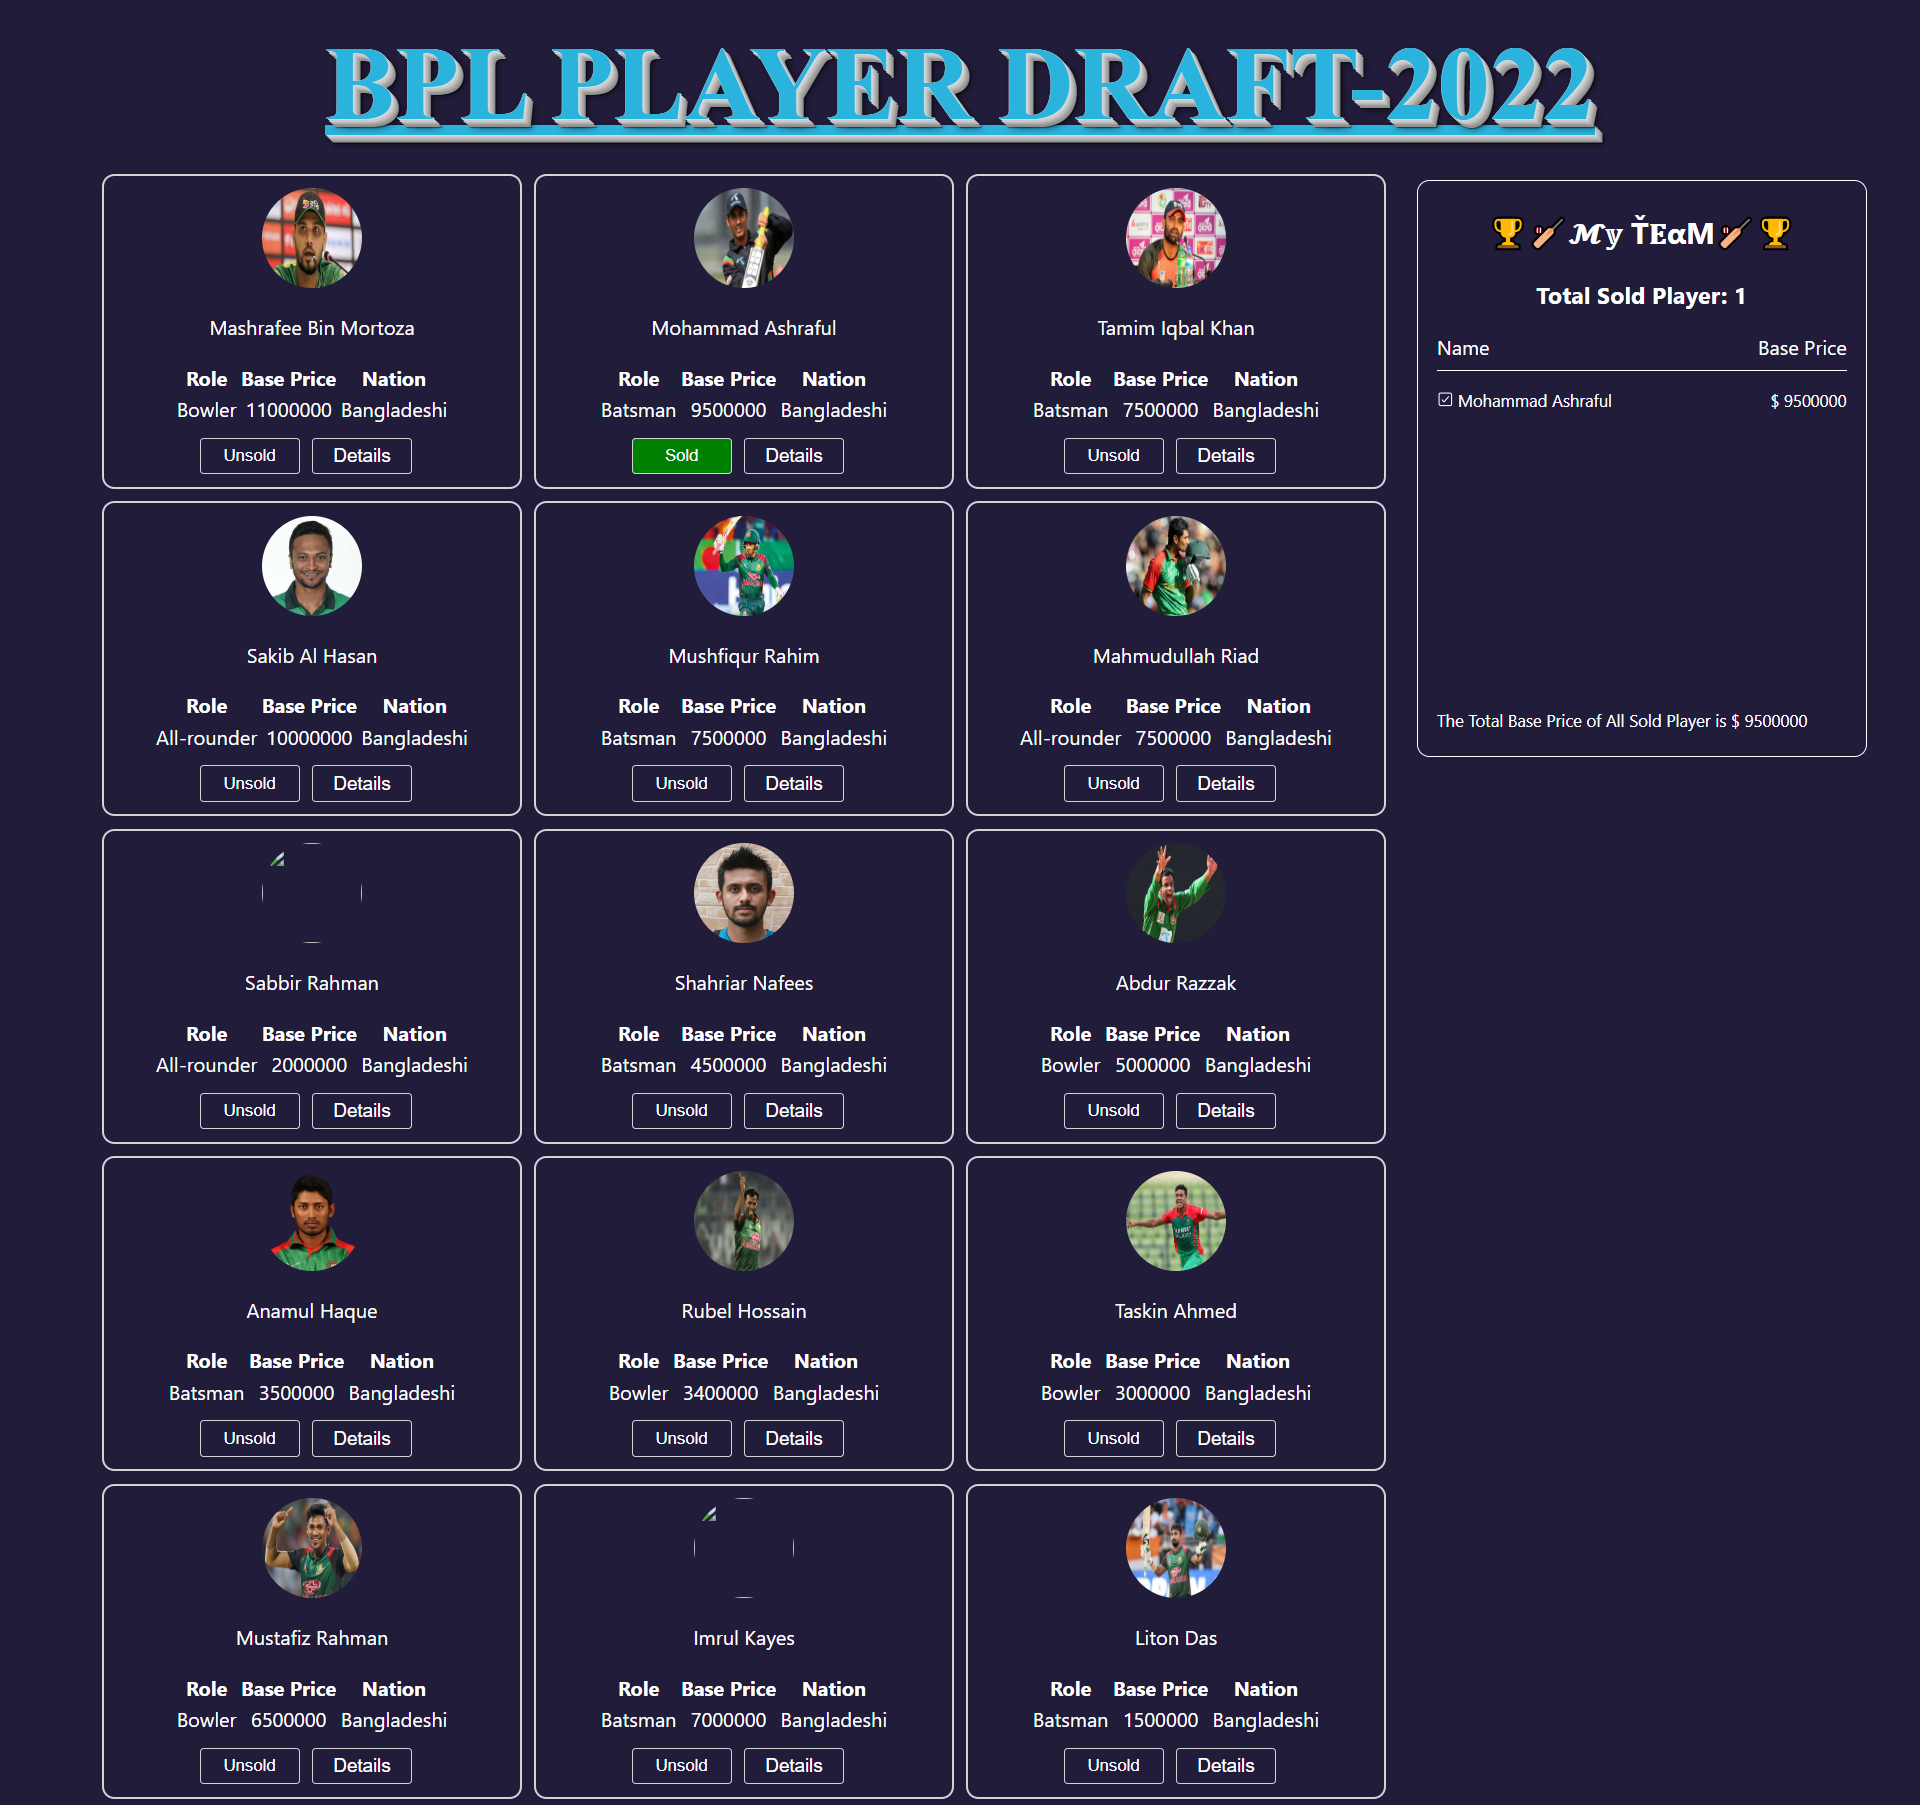 BPL PLAYER DRAFT-2022
Mashrafee Bin Mortoza
Role Base Price Nation
Bowler 11000000 Bangladeshi
Unsold Details
Mohammad Ashraful
Role Base Price Nation
Batsman 9500000 Bangladeshi
Sold Details
Tamim Iqbal Khan
Role Base Price Nation
Batsman 7500000 Bangladeshi
Unsold Details
🏆 🏏 𝓜𝕪 ŤEαM 🏏 🏆
Total Sold Player: 1
Name Base Price
☑ Mohammad Ashraful $ 9500000
The Total Base Price of All Sold Player is $ 9500000
Sakib Al Hasan
Role Base Price Nation
All-rounder 10000000 Bangladeshi
Unsold Details
Mushfiqur Rahim
Role Base Price Nation
Batsman 7500000 Bangladeshi
Unsold Details
Mahmudullah Riad
Role Base Price Nation
All-rounder 7500000 Bangladeshi
Unsold Details
Sabbir Rahman
Role Base Price Nation
All-rounder 2000000 Bangladeshi
Unsold Details
Shahriar Nafees
Role Base Price Nation
Batsman 4500000 Bangladeshi
Unsold Details
Abdur Razzak
Role Base Price Nation
Bowler 5000000 Bangladeshi
Unsold Details
Anamul Haque
Role Base Price Nation
Batsman 3500000 Bangladeshi
Unsold Details
Rubel Hossain
Role Base Price Nation
Bowler 3400000 Bangladeshi
Unsold Details
Taskin Ahmed
Role Base Price Nation
Bowler 3000000 Bangladeshi
Unsold Details
Mustafiz Rahman
Role Base Price Nation
Bowler 6500000 Bangladeshi
Unsold Details
Imrul Kayes
Role Base Price Nation
Batsman 7000000 Bangladeshi
Unsold Details
Liton Das
Role Base Price Nation
Batsman 1500000 Bangladeshi
Unsold Details